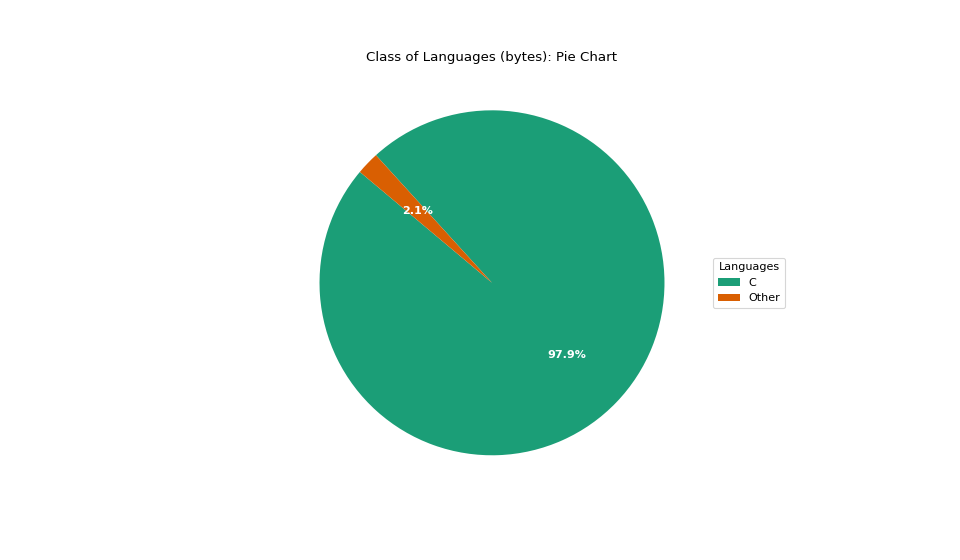 Class of Languages (bytes): Pie Chart
2.1%
97.9%
Languages
C
Other